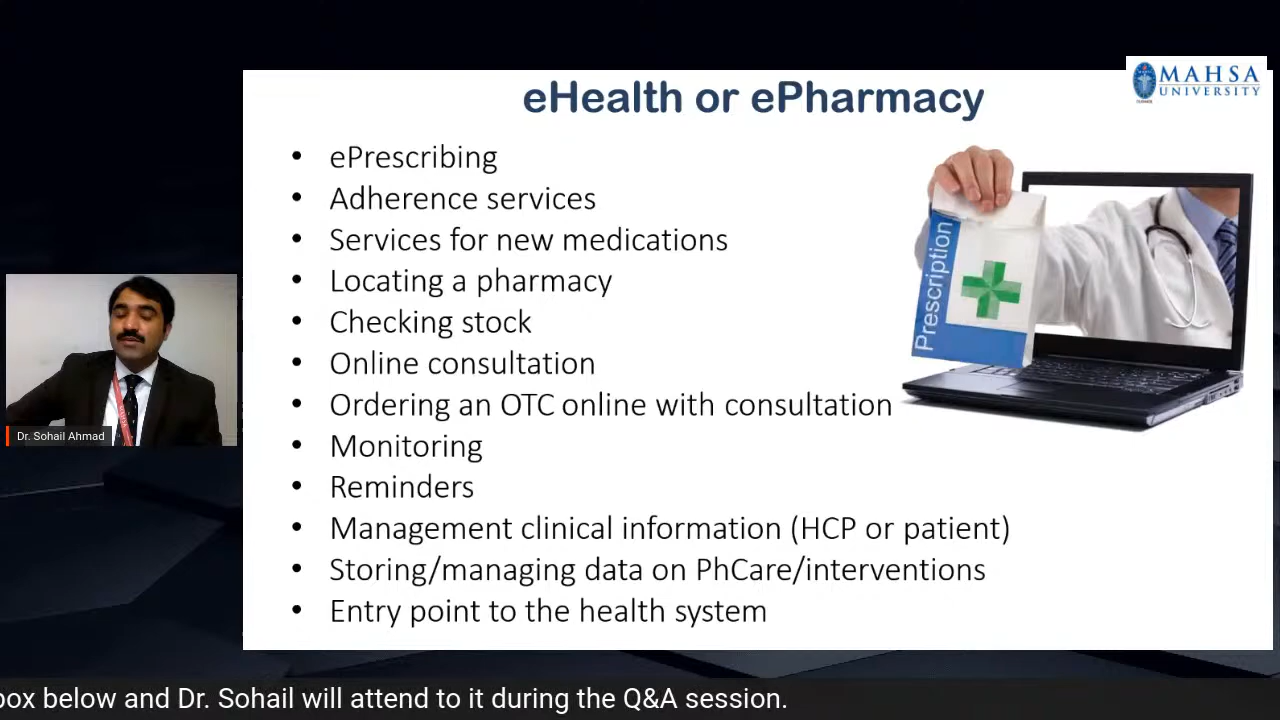 eHealth or ePharmacy
MAHSA
UNIVERSITY
• ePrescribing
• Adherence services
• Services for new medications
• Locating a pharmacy
• Checking stock
• Online consultation
• Ordering an OTC online with consultation
• Monitoring
• Reminders
• Management clinical information (HCP or patient)
• Storing/managing data on PhCare/interventions
• Entry point to the health system
Prescription
Dr. Sohail Ahmad
box below and Dr. Sohail will attend to it during the Q&A session.